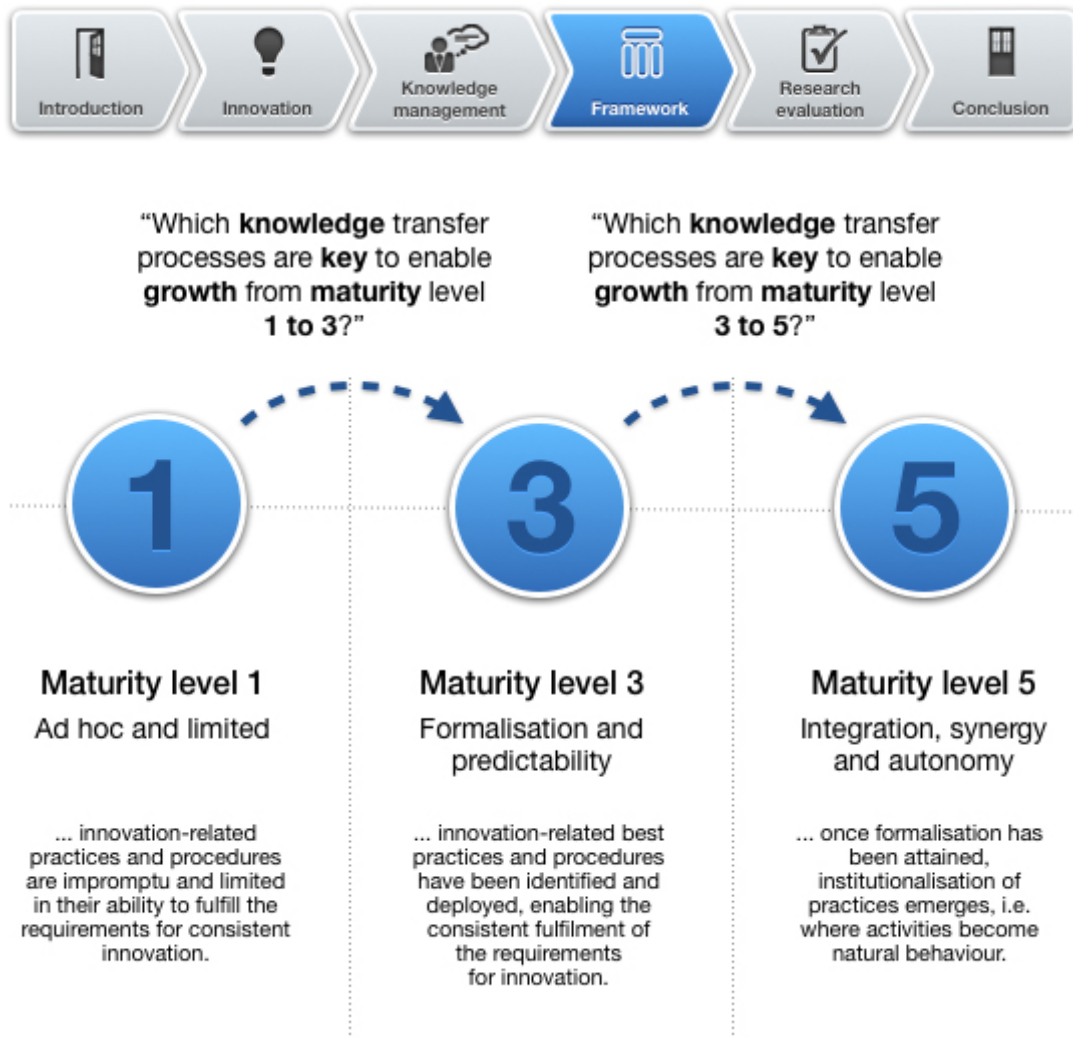 Introduction
Innovation
Knowledge
management
Framework
Research
evaluation
Conclusion
“Which knowledge transfer
processes are key to enable
growth from maturity level
1 to 3?”
“Which knowledge transfer
processes are key to enable
growth from maturity level
3 to 5?”
1
3
5
Maturity level 1
Ad hoc and limited
... innovation-related
practices and procedures
are impromptu and limited
in their ability to fulfill the
requirements for consistent
innovation.
Maturity level 3
Formalisation and
predictability
... innovation-related best
practices and procedures
have been identified and
deployed, enabling the
consistent fulfilment of
the requirements
for innovation.
Maturity level 5
Integration, synergy
and autonomy
... once formalisation has
been attained,
institutionalisation of
practices emerges, i.e.
where activities become
natural behaviour.